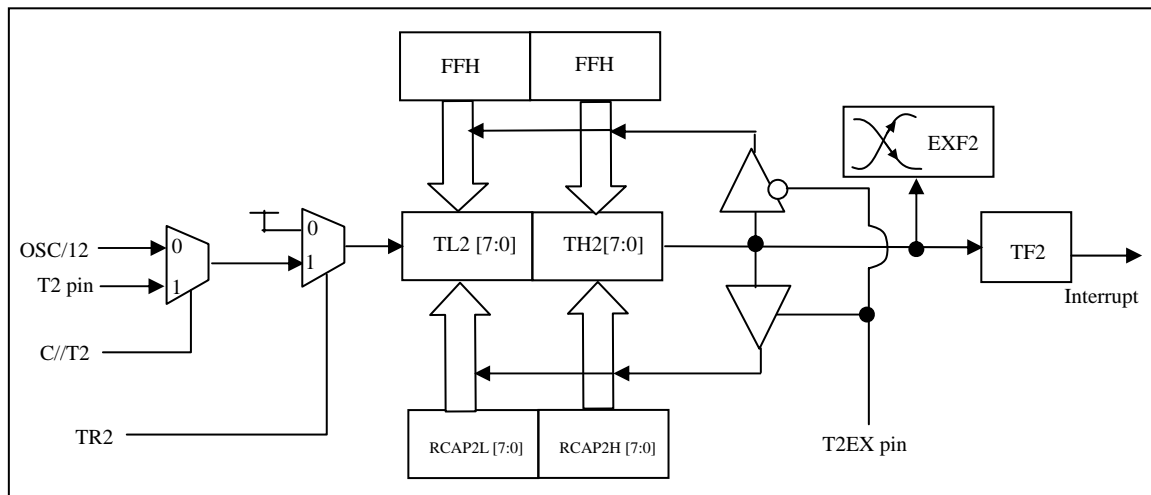 FFH
FFH
EXF2
0
OSC/12
0
TL2 [7:0]
TH2[7:0]
TF2
1
T2 pin
1
Interrupt
C//T2
TR2
RCAP2L [7:0]
RCAP2H [7:0]
T2EX pin